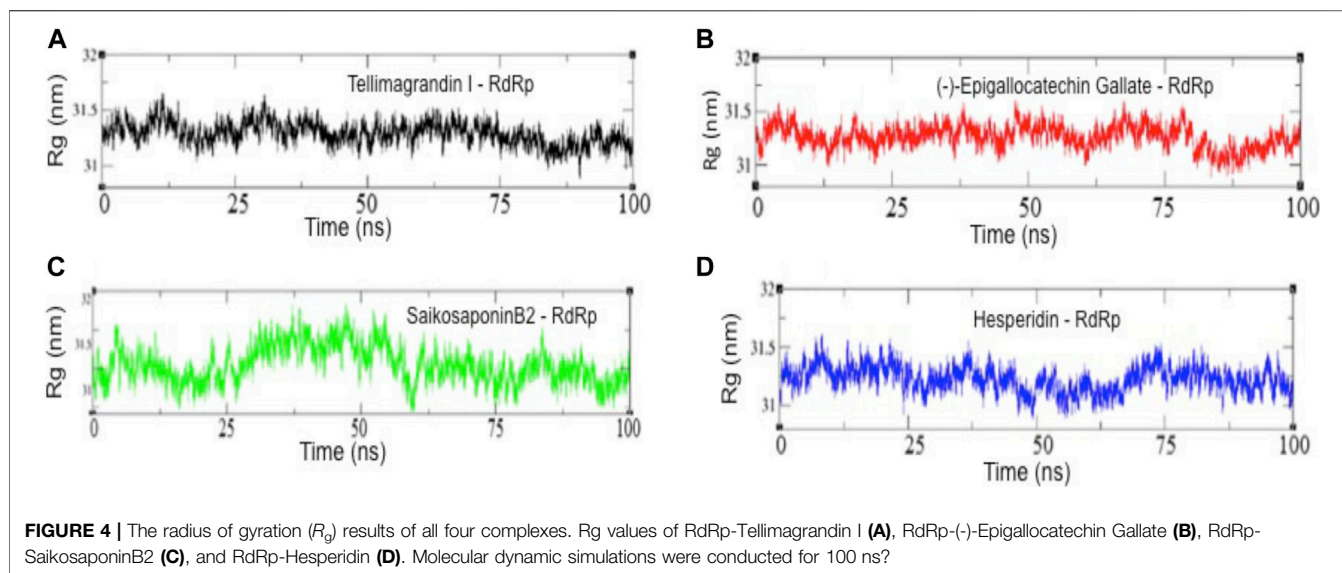 A
32
31.5
31
Rg (nm)
Tellimagrandin I - RdRp
0 25 50 75 100
Time (ns)
B
32
31.5
31
Rg (nm)
(-)-Epigallocatechin Gallate - RdRp
0 25 50 75 100
Time (ns)
C
32
31.5
31.0
Rg (nm)
SaikosaponinB2 - RdRp
0 25 50 75 100
Time (ns)
D
32
31.5
31
Rg (nm)
Hesperidin - RdRp
0 25 50 75 100
Time (ns)
FIGURE 4 | The radius of gyration (Rg) results of all four complexes. Rg values of RdRp-Tellimagrandin I (A), RdRp-(-)-Epigallocatechin Gallate (B), RdRp-
SaikosaponinB2 (C), and RdRp-Hesperidin (D). Molecular dynamic simulations were conducted for 100 ns?